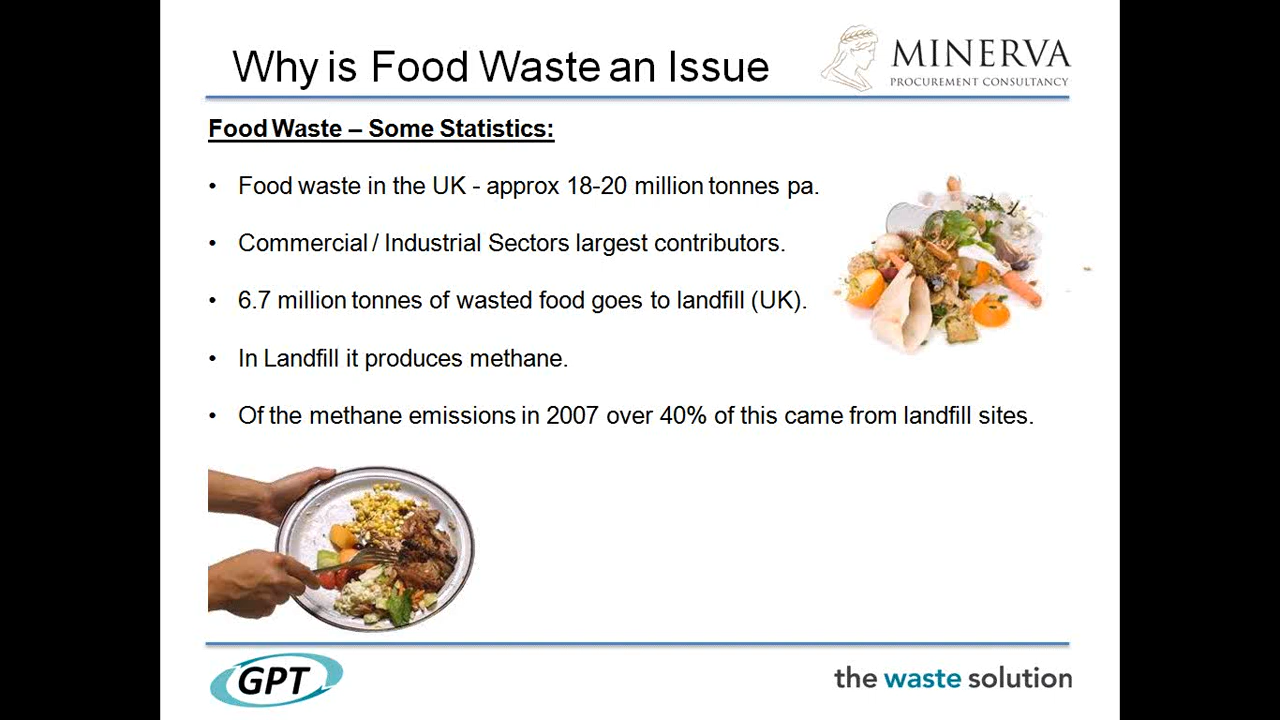 Why is Food Waste an Issue
MINERVA
PROCUREMENT CONSULTANCY
Food Waste – Some Statistics:
• Food waste in the UK - approx 18-20 million tonnes pa.
• Commercial / Industrial Sectors largest contributors.
• 6.7 million tonnes of wasted food goes to landfill (UK).
• In Landfill it produces methane.
• Of the methane emissions in 2007 over 40% of this came from landfill sites.
GPT
the waste solution